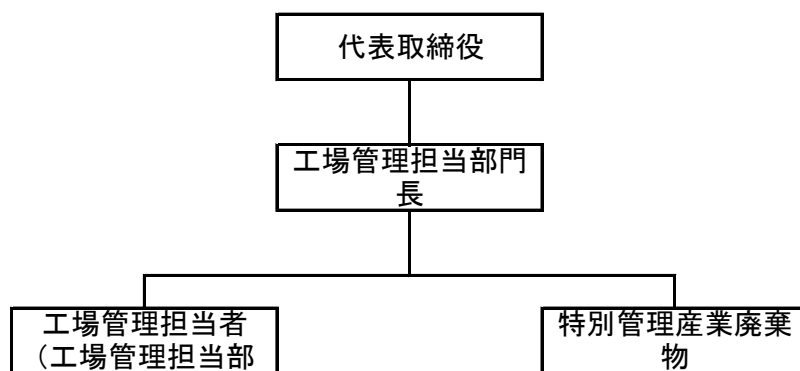 代表取締役
工場管理担当部門
長
工場管理担当者
（工場管理担当部
特別管理産業廃棄
物